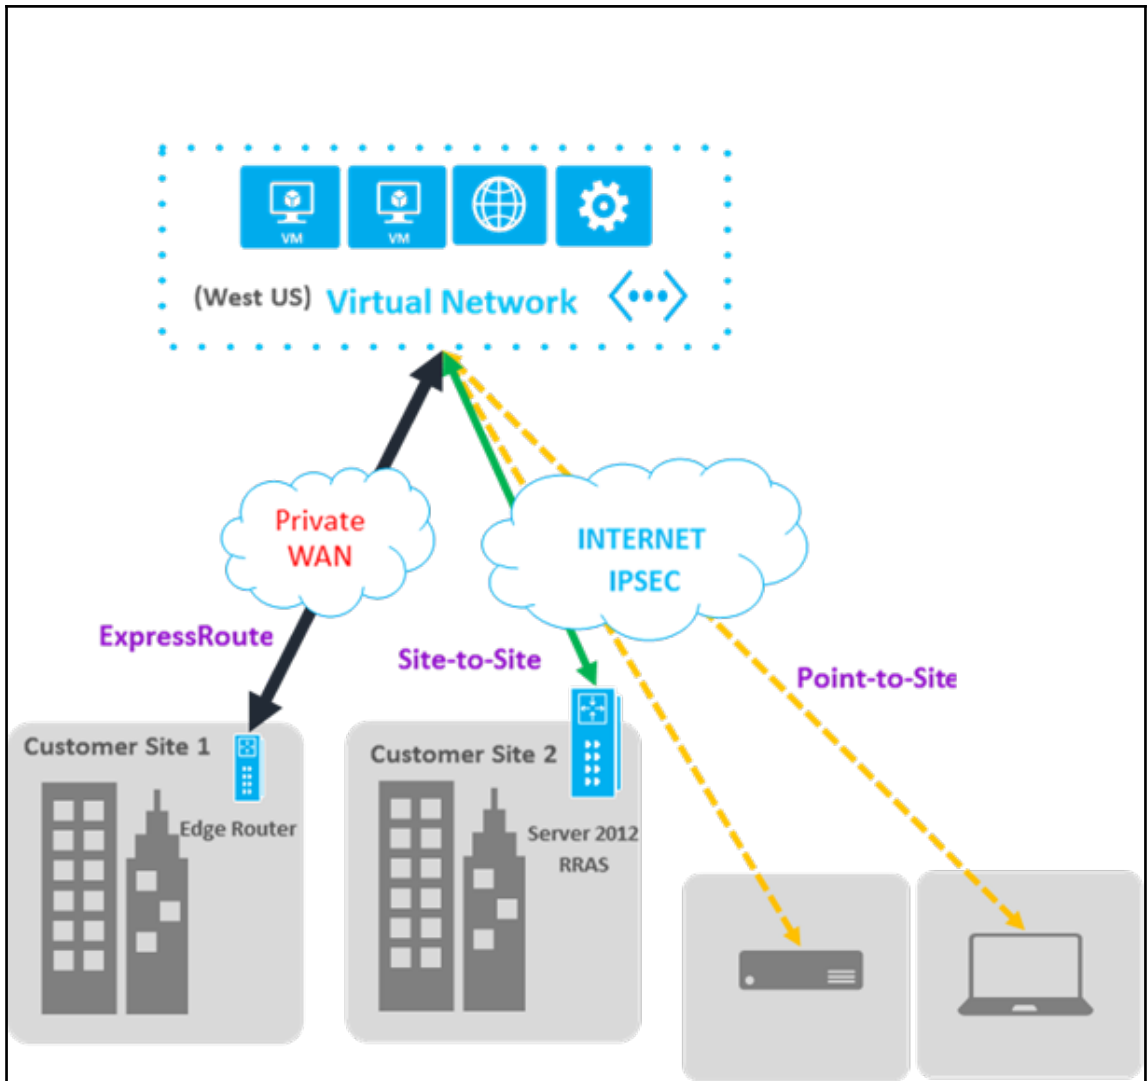 VM
VM
(West US) Virtual Network
Private
WAN
INTERNET
IPSEC
ExpressRoute
Site-to-Site
Point-to-Site
Customer Site 1
Edge Router
Customer Site 2
Server 2012
RRAS